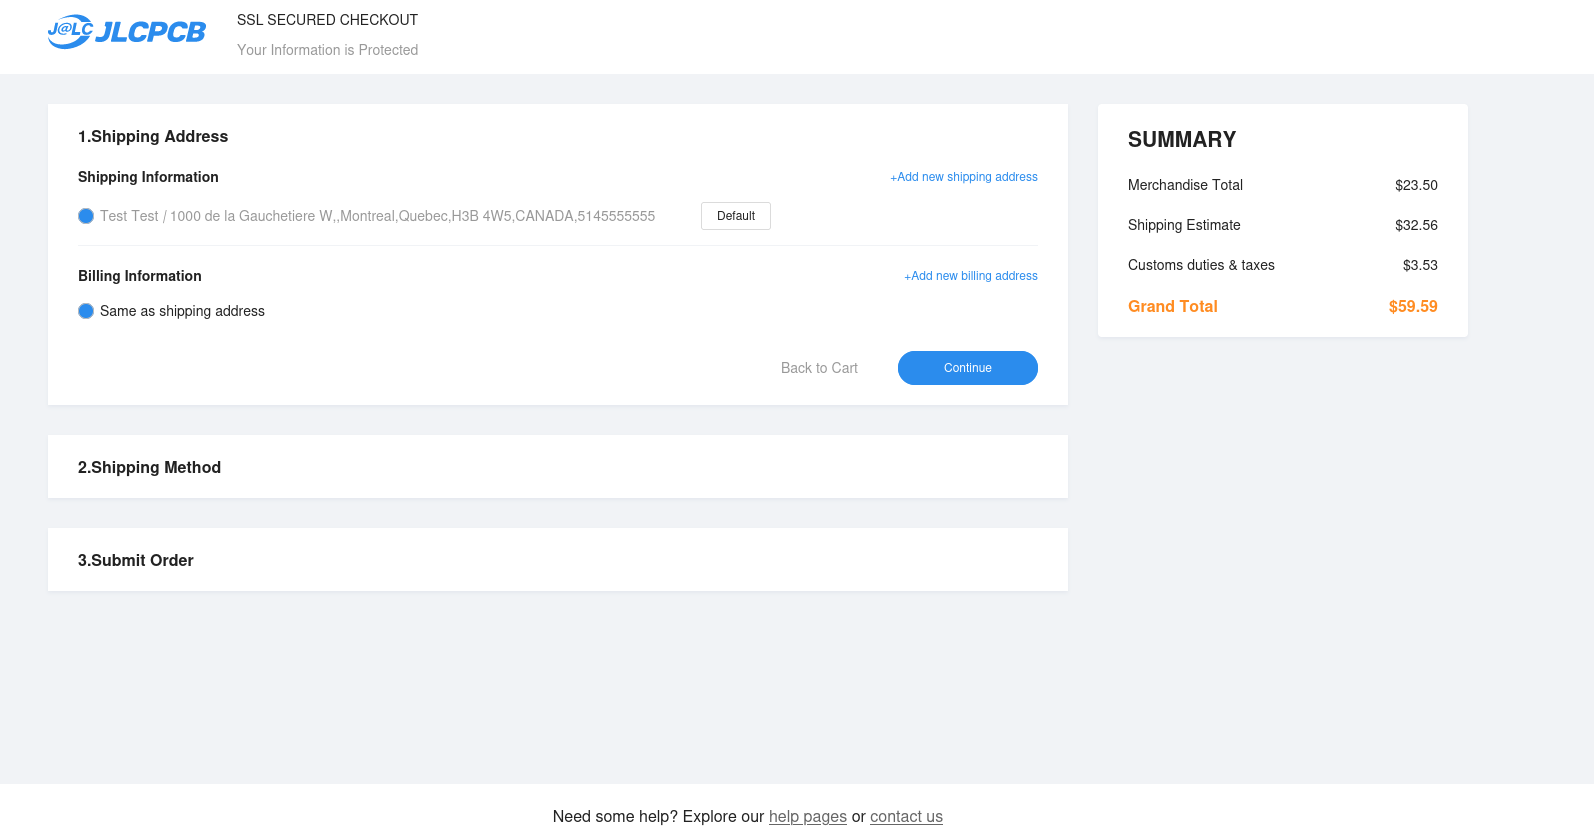 J@LC JLCPCB
SSL SECURED CHECKOUT
Your Information is Protected
1.Shipping Address
Shipping Information
+Add new shipping address
Test Test / 1000 de la Gauchetiere W,,Montreal,Quebec,H3B 4W5,CANADA,5145555555
Default
Billing Information
+Add new billing address
Same as shipping address
Back to Cart
Continue
2.Shipping Method
3.Submit Order
SUMMARY
Merchandise Total $23.50
Shipping Estimate $32.56
Customs duties & taxes $3.53
Grand Total $59.59
Need some help? Explore our help pages or contact us